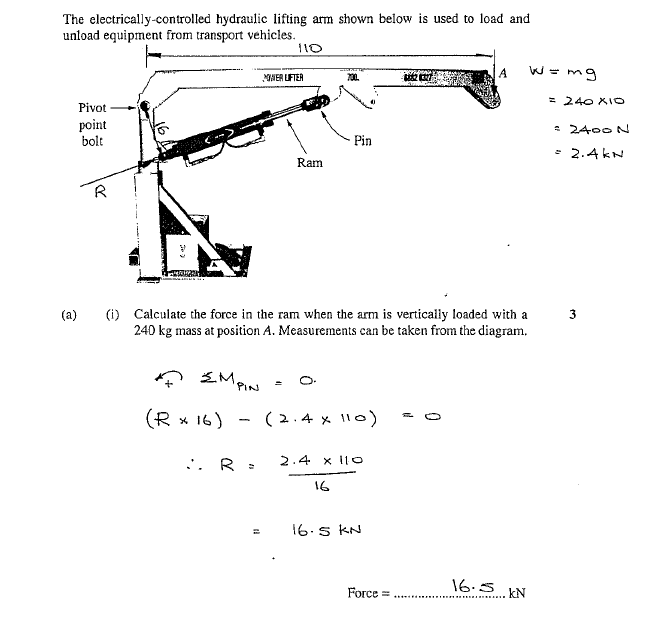 The electrically-controlled hydraulic lifting arm shown below is used to load and
unload equipment from transport vehicles.
110
POWER LIFTER
700.
A
W = mg
= 240 x10
= 2400 N
= 2.4 kN
Pivot
point
bolt
16
Pin
Ram
R
(a) (i) Calculate the force in the ram when the arm is vertically loaded with a 3
240 kg mass at position A. Measurements can be taken from the diagram.
+ ΣM PIN = 0.
(R x 16) - (2.4 x 110) = 0
∴ R = 2.4 x 110
16
= 16.5 kN
Force = 16.5 kN